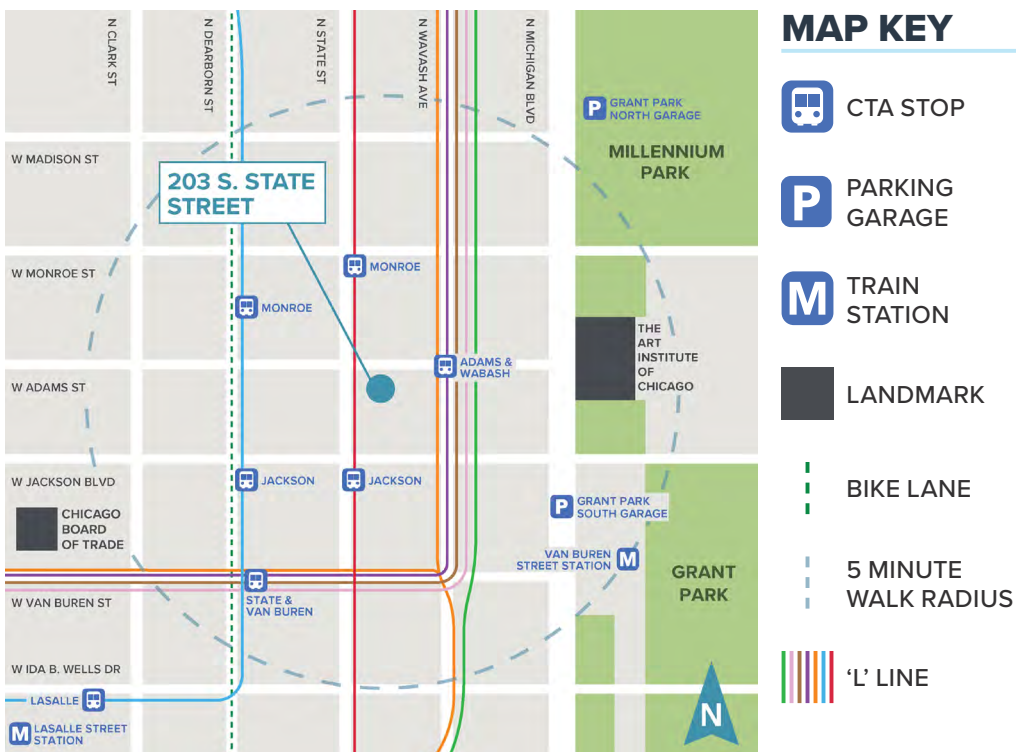 N CLARK ST
N DEARBORN ST
N STATE ST
N WAVASH AVE
N MICHIGAN BLVD
P
GRANT PARK
NORTH GARAGE
MILLENNIUM
PARK
W MADISON ST
203 S. STATE
STREET
W MONROE ST
MONROE
MONROE
THE
ART
INSTITUTE
OF
CHICAGO
ADAMS &
WABASH
W ADAMS ST
W JACKSON BLVD
JACKSON
JACKSON
CHICAGO
BOARD
OF TRADE
P
GRANT PARK
SOUTH GARAGE
VAN BUREN
STREET STATION
M
GRANT
PARK
STATE &
VAN BUREN
W VAN BUREN ST
W IDA B. WELLS DR
LASALLE
M
LASALLE STREET
STATION
N
MAP KEY
CTA STOP
P
PARKING
GARAGE
M
TRAIN
STATION
LANDMARK
BIKE LANE
5 MINUTE
WALK RADIUS
'L' LINE